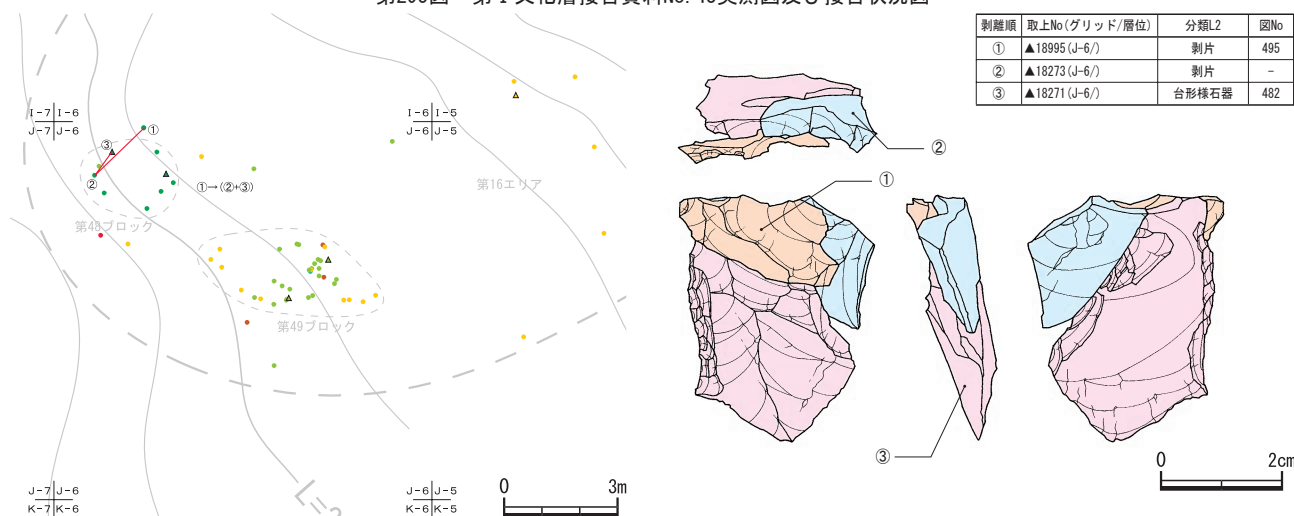 剥離順 取上No(グリッド/層位) 分類L2 図No
① ▲18995(J-6/) 剥片 495
② ▲18273(J-6/) 剥片 -
③ ▲18271(J-6/) 台形様石器 482
I-7 I-6
J-7 J-6
I-6 I-5
J-6 J-5
①
③
②
①→(②+③)
第16エリア
第48ブロック
第49ブロック
J-7 J-6
K-7 K-6
J-6 J-5
K-6 K-5
0 3m
②
①
③
0 2cm